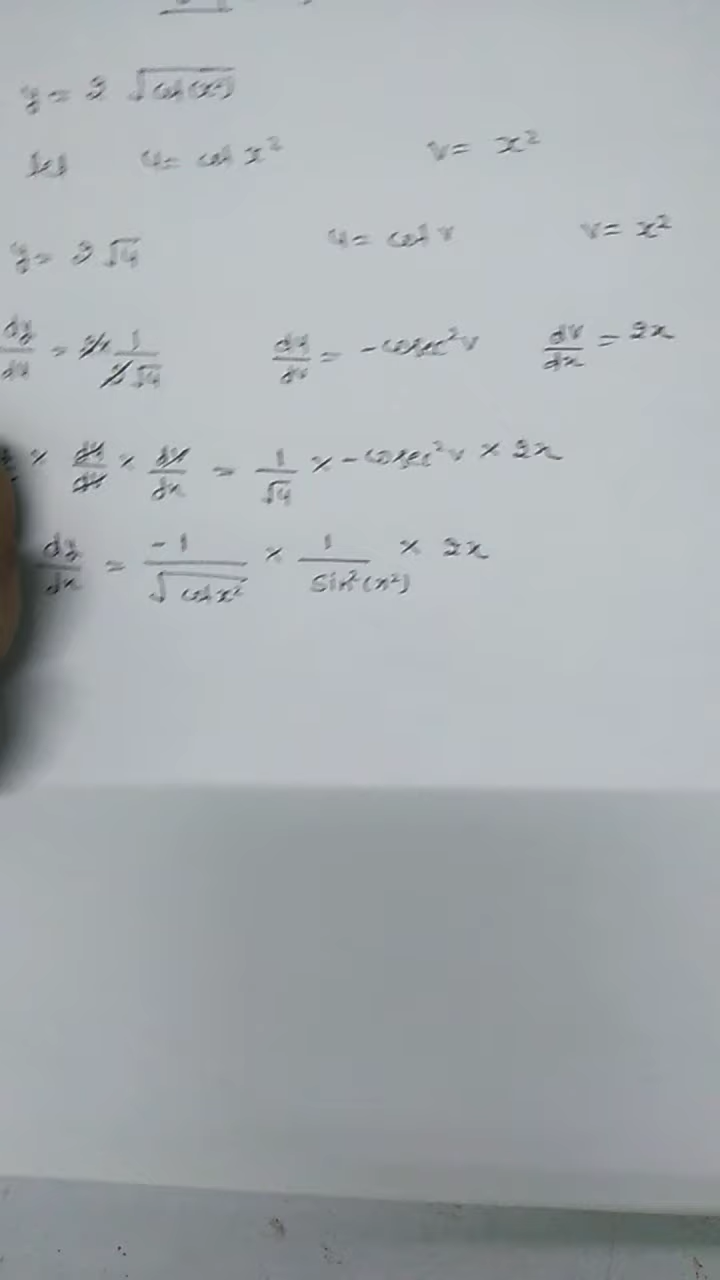 y = 2 √cot(x²)
let u = cot x² v = x²
y = 2 √u u = cot v v = x²
dy/du = 2 × 1/2√u du/dv = -cosec²v dv/dx = 2x
× du/dv × dv/dx = 1/√u × -cosec²v × 2x
dy/dx = -1/√cot x² × 1/sin²(x²) × 2x